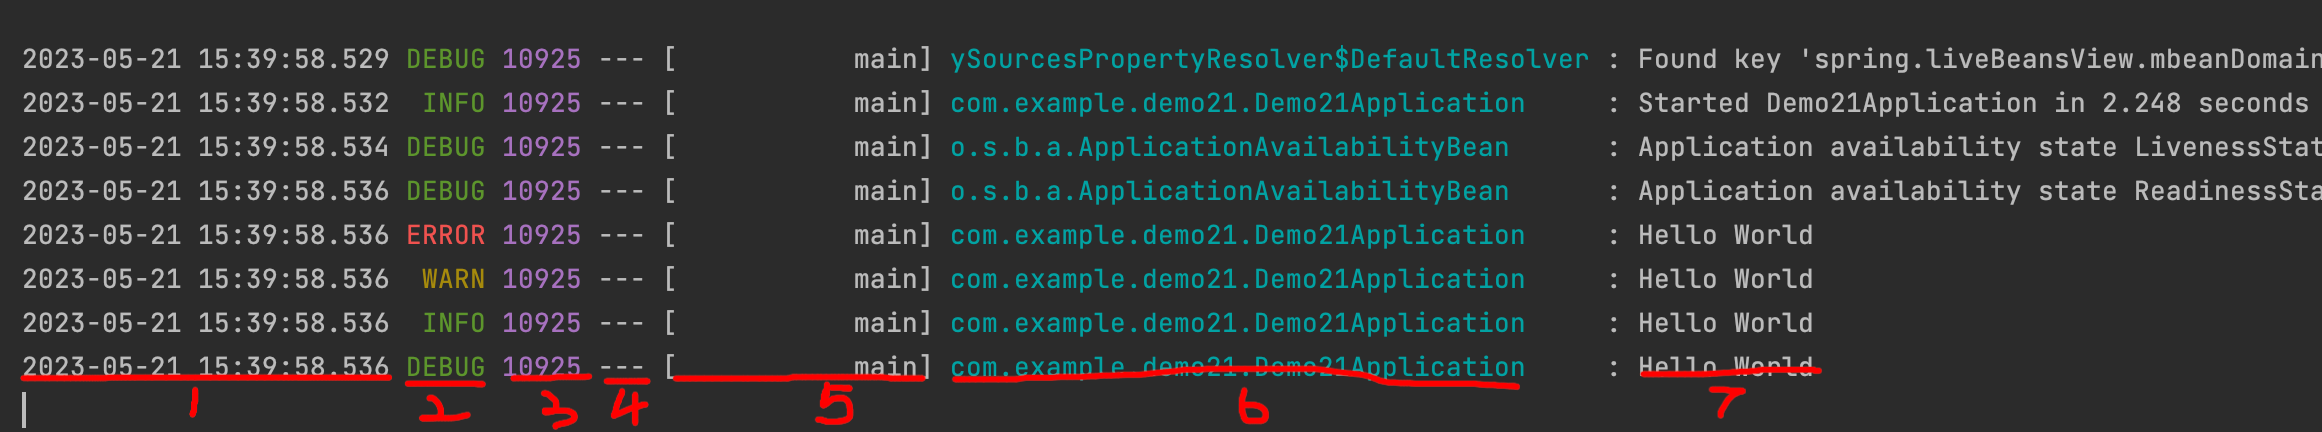 2023-05-21 15:39:58.529 DEBUG 10925 --- [           main] ySourcesPropertyResolver$DefaultResolver : Found key 'spring.liveBeansView.mbeanDomain
2023-05-21 15:39:58.532  INFO 10925 --- [           main] com.example.demo21.Demo21Application     : Started Demo21Application in 2.248 seconds
2023-05-21 15:39:58.534 DEBUG 10925 --- [           main] o.s.b.a.ApplicationAvailabilityBean      : Application availability state LivenessStat
2023-05-21 15:39:58.536 DEBUG 10925 --- [           main] o.s.b.a.ApplicationAvailabilityBean      : Application availability state ReadinessSta
2023-05-21 15:39:58.536 ERROR 10925 --- [           main] com.example.demo21.Demo21Application     : Hello World
2023-05-21 15:39:58.536  WARN 10925 --- [           main] com.example.demo21.Demo21Application     : Hello World
2023-05-21 15:39:58.536  INFO 10925 --- [           main] com.example.demo21.Demo21Application     : Hello World
2023-05-21 15:39:58.536 DEBUG 10925 --- [           main] com.example.demo21.Demo21Application     : Hello World
1 2 3 4 5 6 7